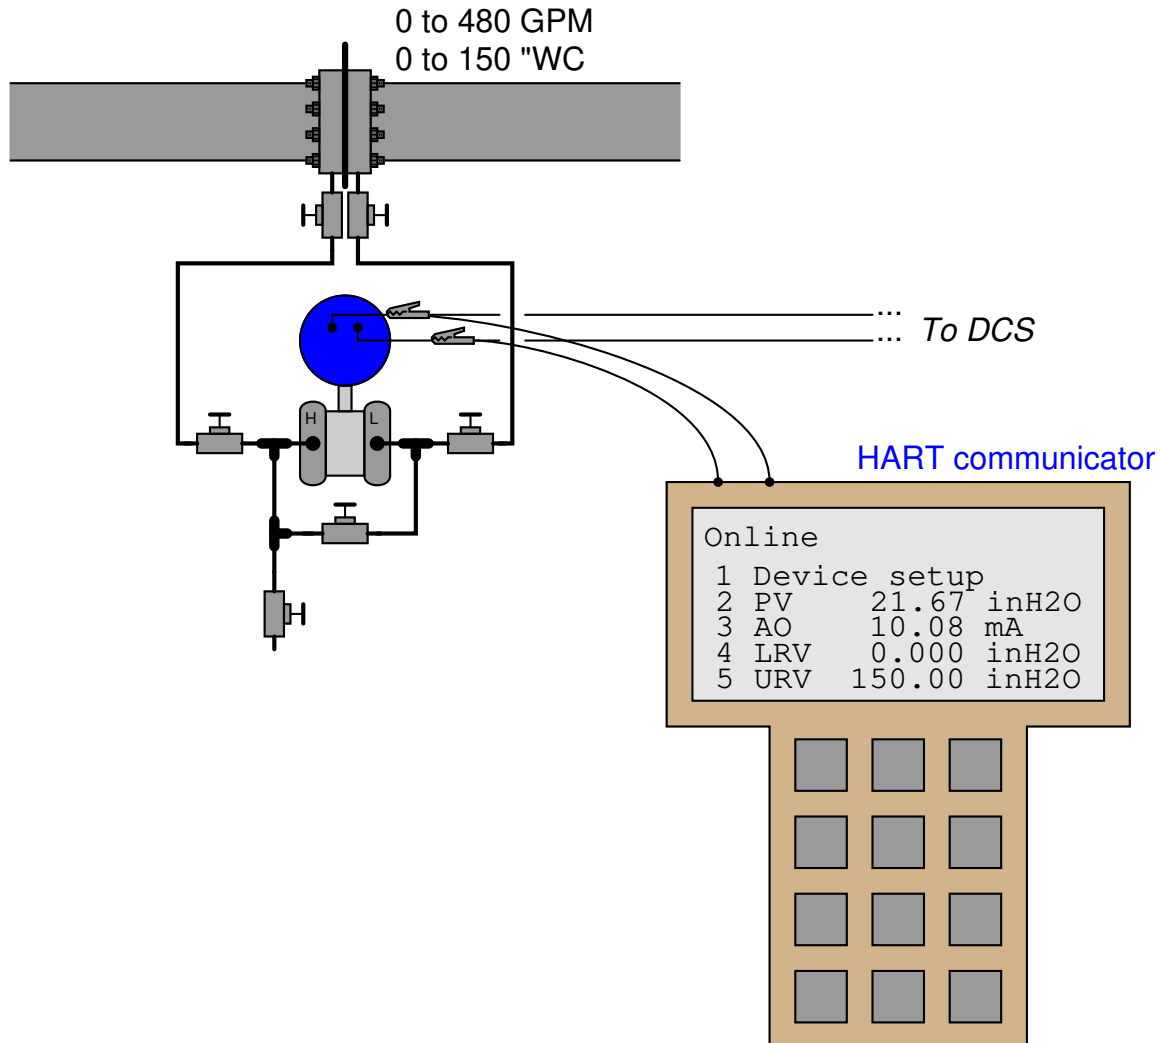 0 to 480 GPM
0 to 150 "WC
... 
... To DCS
H L
HART communicator
Online
1 Device setup
2 PV 21.67 inH2O
3 AO 10.08 mA
4 LRV 0.000 inH2O
5 URV 150.00 inH2O